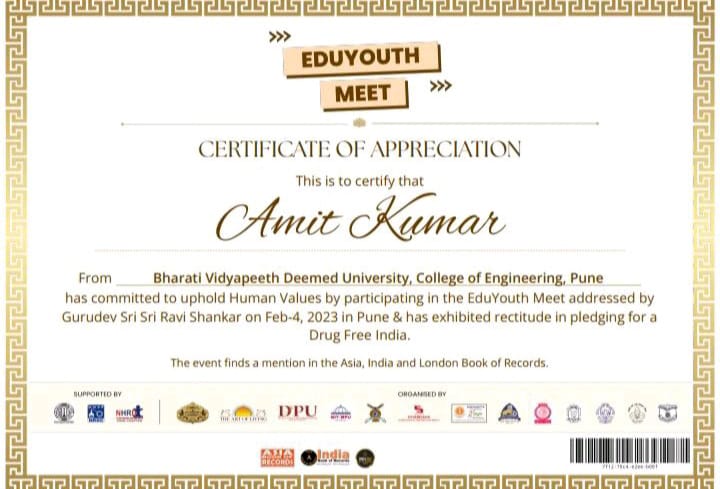 >>>
EDUYOUTH
MEET
>>>
CERTIFICATE OF APPRECIATION
This is to certify that
Amit Kumar
From Bharati Vidyapeeth Deemed University, College of Engineering, Pune
has committed to uphold Human Values by participating in the EduYouth Meet addressed by
Gurudev Sri Sri Ravi Shankar on Feb-4, 2023 in Pune & has exhibited rectitude in pledging for a
Drug Free India.
The event finds a mention in the Asia, India and London Book of Records.
SUPPORTED BY
ORGANISED BY
NHRC
THE ART OF LIVING
DPU
ASIA
RECORDS
India
Book of Records